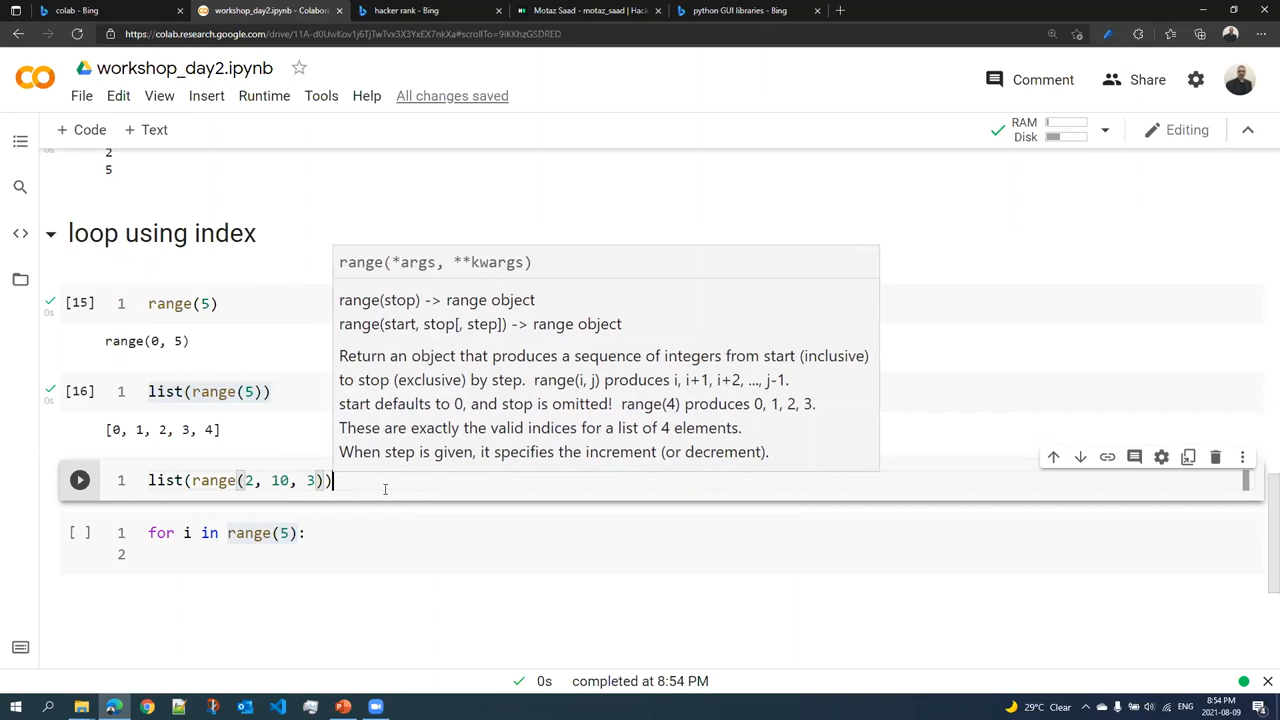 colab - Bing
workshop_day2.ipynb - Colabora
hacker rank - Bing
Motaz Saad - motaz_saad | Hack
python GUI libraries - Bing
https://colab.research.google.com/drive/11A-d0UwKov1j6TjTwTvx3X3YxEX7nkXa#scrollTo=9iKKhzGSDRED
workshop_day2.ipynb
Comment
Share
File Edit View Insert Runtime Tools Help All changes saved
+ Code + Text
RAM
Disk
Editing
0s
2
5
loop using index
range(*args, **kwargs)
range(stop) -> range object
range(start, stop[, step]) -> range object
Return an object that produces a sequence of integers from start (inclusive)
to stop (exclusive) by step. range(i, j) produces i, i+1, i+2, ..., j-1.
start defaults to 0, and stop is omitted! range(4) produces 0, 1, 2, 3.
These are exactly the valid indices for a list of 4 elements.
When step is given, it specifies the increment (or decrement).
[15] 1 range(5)
0s
range(0, 5)
[16] 1 list(range(5))
0s
[0, 1, 2, 3, 4]
1 list(range(2, 10, 3))
[ ] 1 for i in range(5):
2
0s completed at 8:54 PM
29°C Clear
ENG
8:54 PM
2021-08-09